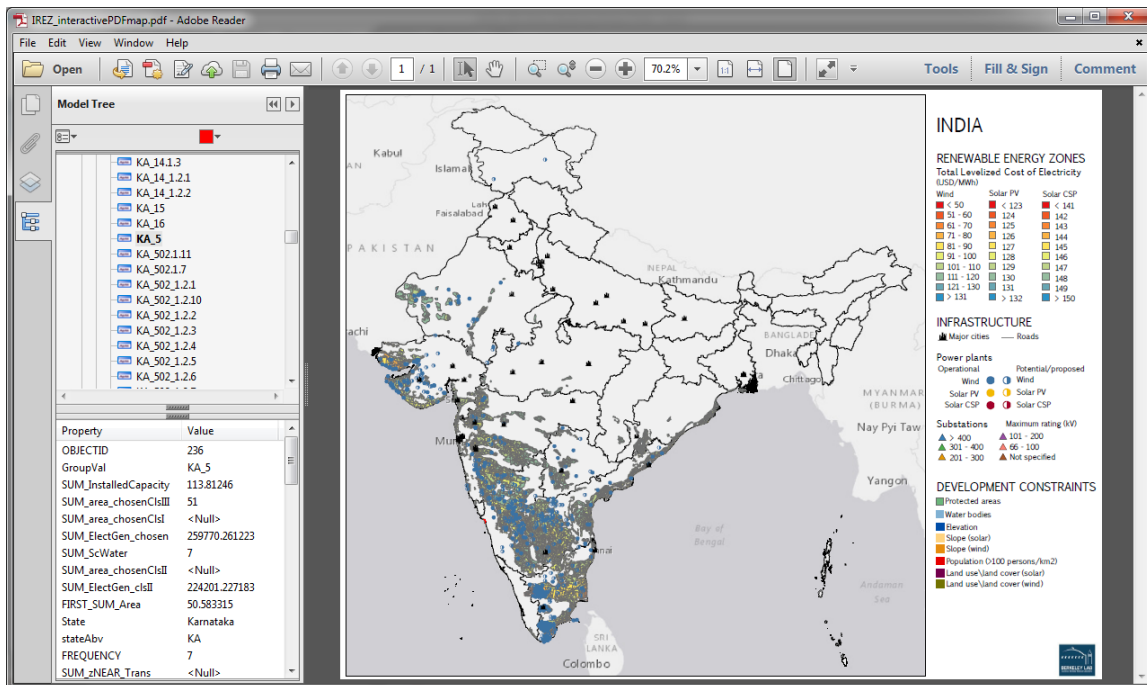 IREZ_interactivePDFmap.pdf - Adobe Reader
File Edit View Window Help
Open 1 / 1 70.2% Tools Fill & Sign Comment
Model Tree
KA_14.1.3
KA_14_1.2.1
KA_14_1.2.2
KA_15
KA_16
KA_5
KA_502.1.11
KA_502.1.7
KA_502_1.2.1
KA_502_1.2.10
KA_502_1.2.2
KA_502_1.2.3
KA_502_1.2.4
KA_502_1.2.5
KA_502_1.2.6
Property Value
OBJECTID 236
GroupVal KA_5
SUM_InstalledCapacity 113.81246
SUM_area_chosenClsIII 51
SUM_area_chosenClsI <Null>
SUM_ElectGen_chosen 259770.261223
SUM_ScWater 7
SUM_area_chosenClsII <Null>
SUM_ElectGen_clsII 224201.227183
FIRST_SUM_Area 50.583315
State Karnataka
stateAbv KA
FREQUENCY 7
SUM_zNEAR_Trans <Null>
Kabul
Islamal
AN
Lah
Faisalabad
PAKISTAN
NEPAL
Kathmandu
rachi
BANGLADE
Dhaka
Chittago
MYANMAR
(BURMA)
Nay Pyi Taw
Yangon
Mum
nnai
Bay of
Bengal
Andaman
Sea
SRI
LANKA
Colombo
INDIA
RENEWABLE ENERGY ZONES
Total Levelized Cost of Electricity
(USD/MWh)
Wind Solar PV Solar CSP
< 50 < 123 < 141
51 - 60 124 142
61 - 70 125 143
71 - 80 126 144
81 - 90 127 145
91 - 100 128 146
101 - 110 129 147
111 - 120 130 148
121 - 130 131 149
> 131 > 132 > 150
INFRASTRUCTURE
Major cities Roads
Power plants
Operational Potential/proposed
Wind Wind
Solar PV Solar PV
Solar CSP Solar CSP
Substations Maximum rating (kV)
> 400 101 - 200
301 - 400 66 - 100
201 - 300 Not specified
DEVELOPMENT CONSTRAINTS
Protected areas
Water bodies
Elevation
Slope (solar)
Slope (wind)
Population (>100 persons/km2)
Land use\land cover (solar)
Land use\land cover (wind)
BERKELEY LAW